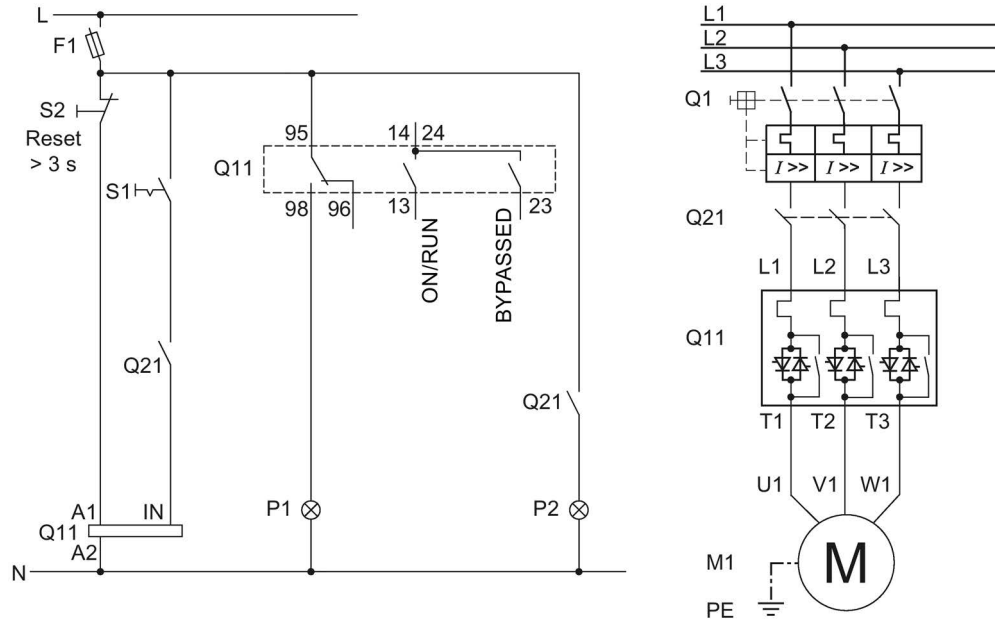 L
F1
S2
Reset
> 3 s
S1
Q21
A1
IN
Q11
A2
N
95
14
24
Q11
98
96
13
23
ON/RUN
BYPASSED
Q21
P1
P2
L1
L2
L3
Q1
I >>
I >>
I >>
Q21
L1
L2
L3
Q11
T1
T2
T3
U1
V1
W1
M1
M
PE